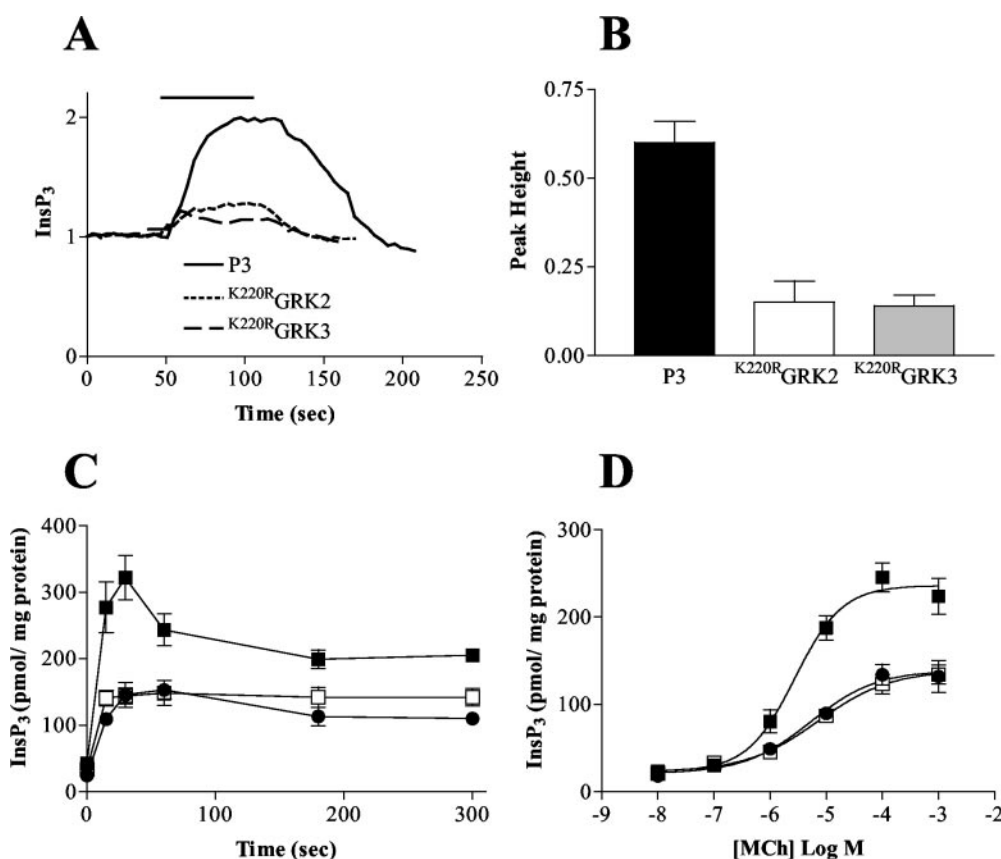 A
InsP3
2
1
0
0 50 100 150 200 250
Time (sec)
P3
K220RGRK2
K220RGRK3
B
Peak Height
0.75
0.50
0.25
0.00
P3 K220RGRK2 K220RGRK3
C
InsP3 (pmol/ mg protein)
400
300
200
100
0
0 100 200 300
Time (sec)
D
InsP3 (pmol/ mg protein)
300
200
100
0
-9 -8 -7 -6 -5 -4 -3 -2
[MCh] Log M